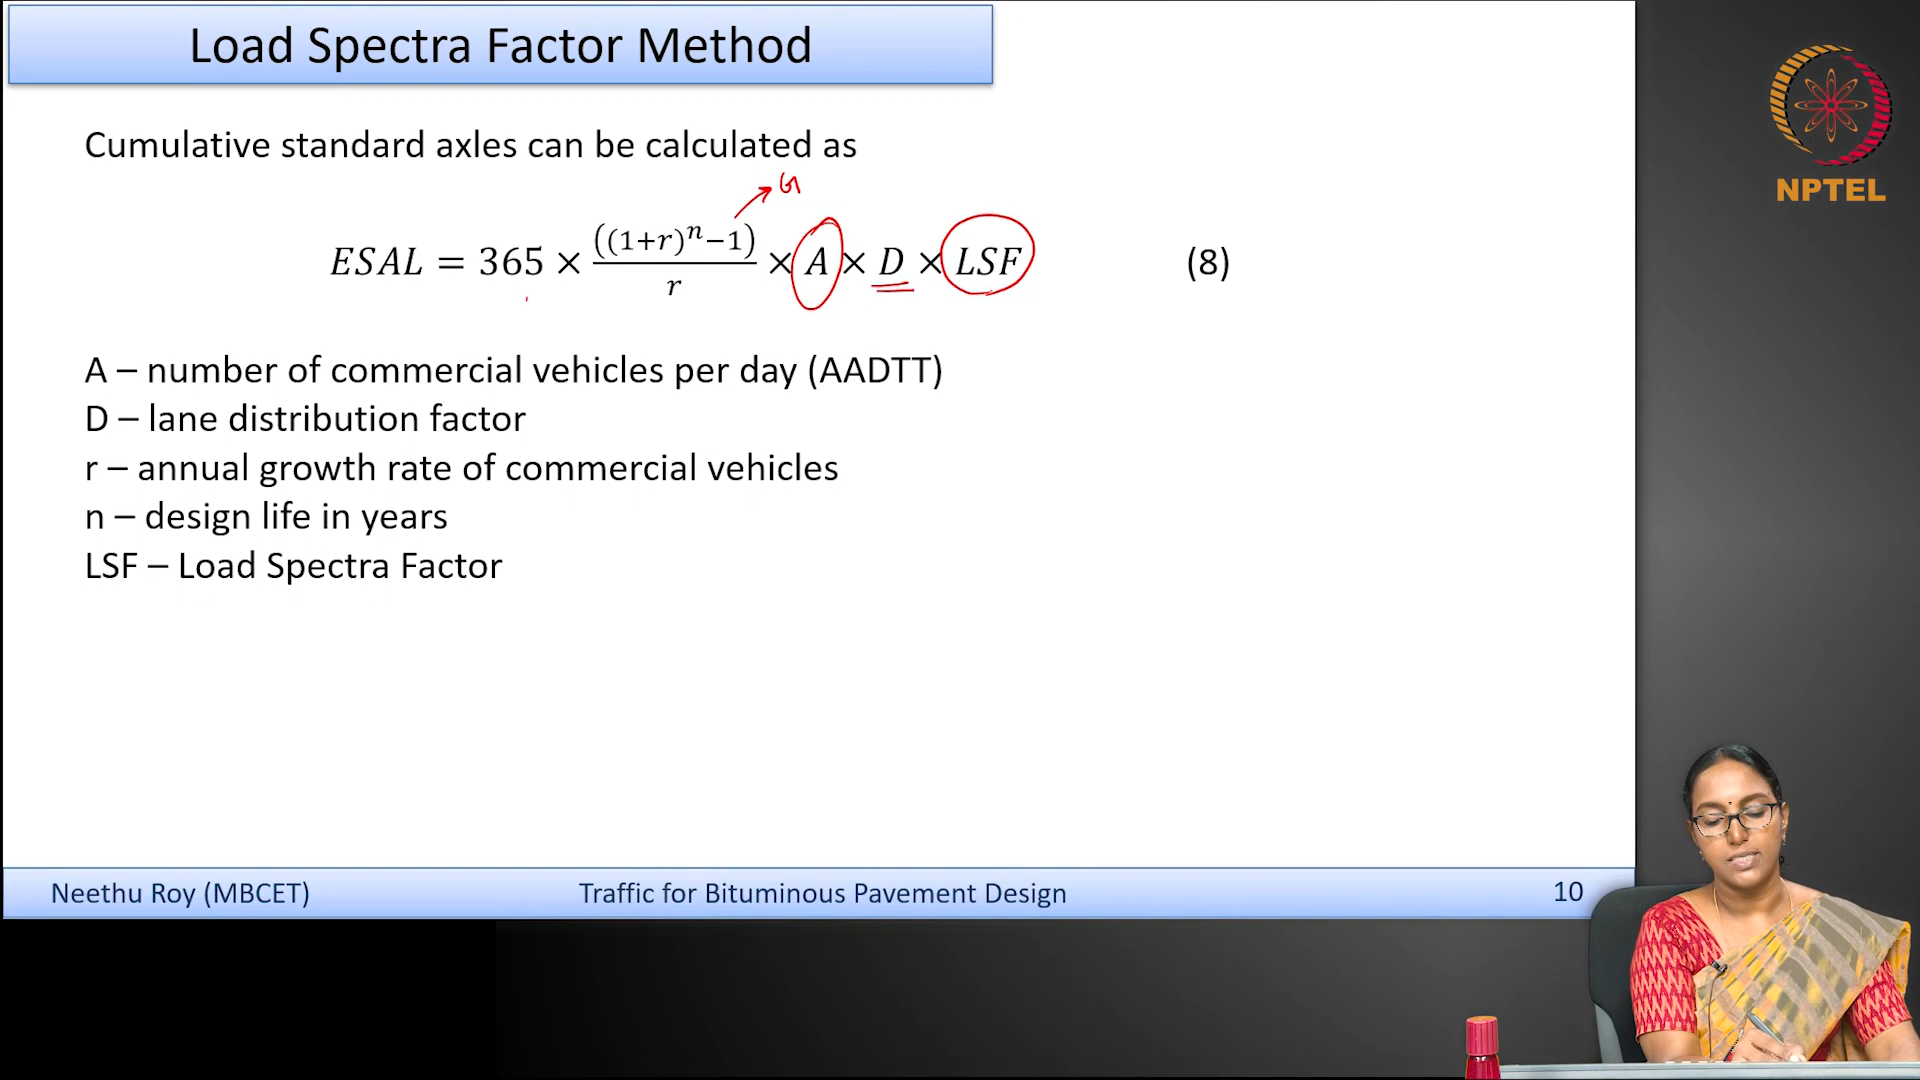 Load Spectra Factor Method
NPTEL
Cumulative standard axles can be calculated as
G
ESAL = 365 × ((1+r)^n−1)/r × A × D × LSF (8)
A – number of commercial vehicles per day (AADTT)
D – lane distribution factor
r – annual growth rate of commercial vehicles
n – design life in years
LSF – Load Spectra Factor
Neethu Roy (MBCET) Traffic for Bituminous Pavement Design 10